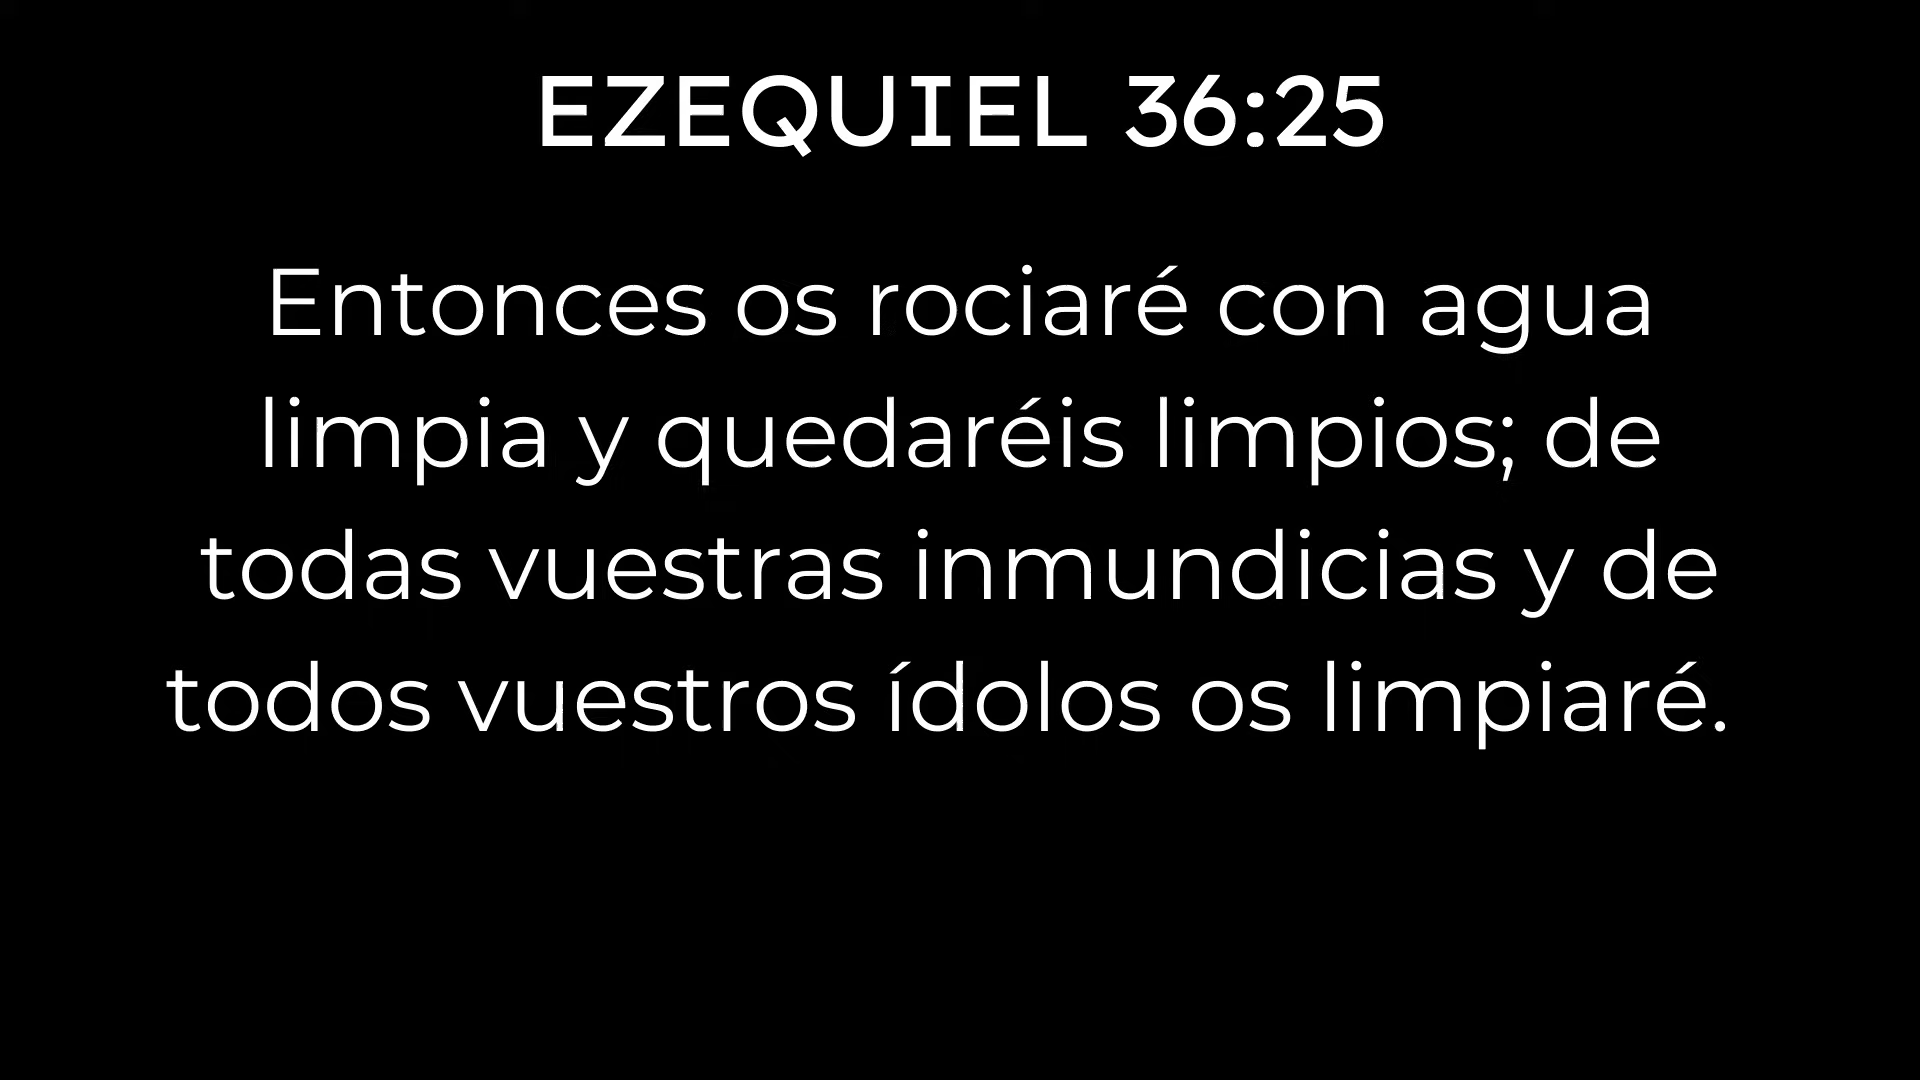 EZEQUIEL 36:25
Entonces os rociaré con agua
limpia y quedaréis limpios; de
todas vuestras inmundicias y de
todos vuestros ídolos os limpiaré.